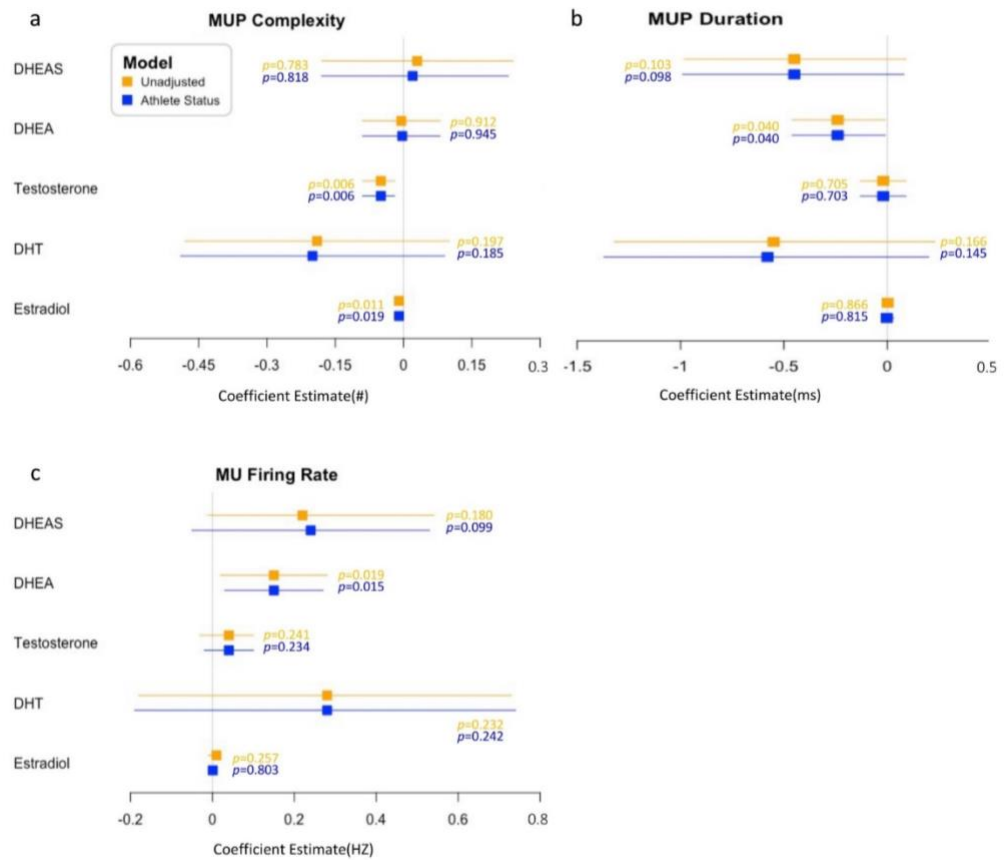 a
MUP Complexity
Model
Unadjusted
Athlete Status
DHEAS
p=0.783
p=0.818
DHEA
p=0.912
p=0.945
Testosterone
p=0.006
p=0.006
DHT
p=0.197
p=0.185
Estradiol
p=0.011
p=0.019
-0.6 -0.45 -0.3 -0.15 0 0.15 0.3
Coefficient Estimate(#)
b
MUP Duration
p=0.103
p=0.098
p=0.040
p=0.040
p=0.705
p=0.703
p=0.166
p=0.145
p=0.866
p=0.815
-1.5 -1 -0.5 0 0.5
Coefficient Estimate(ms)
c
MU Firing Rate
DHEAS
p=0.180
p=0.099
DHEA
p=0.019
p=0.015
Testosterone
p=0.241
p=0.234
DHT
p=0.232
p=0.242
Estradiol
p=0.257
p=0.803
-0.2 0 0.2 0.4 0.6 0.8
Coefficient Estimate(HZ)